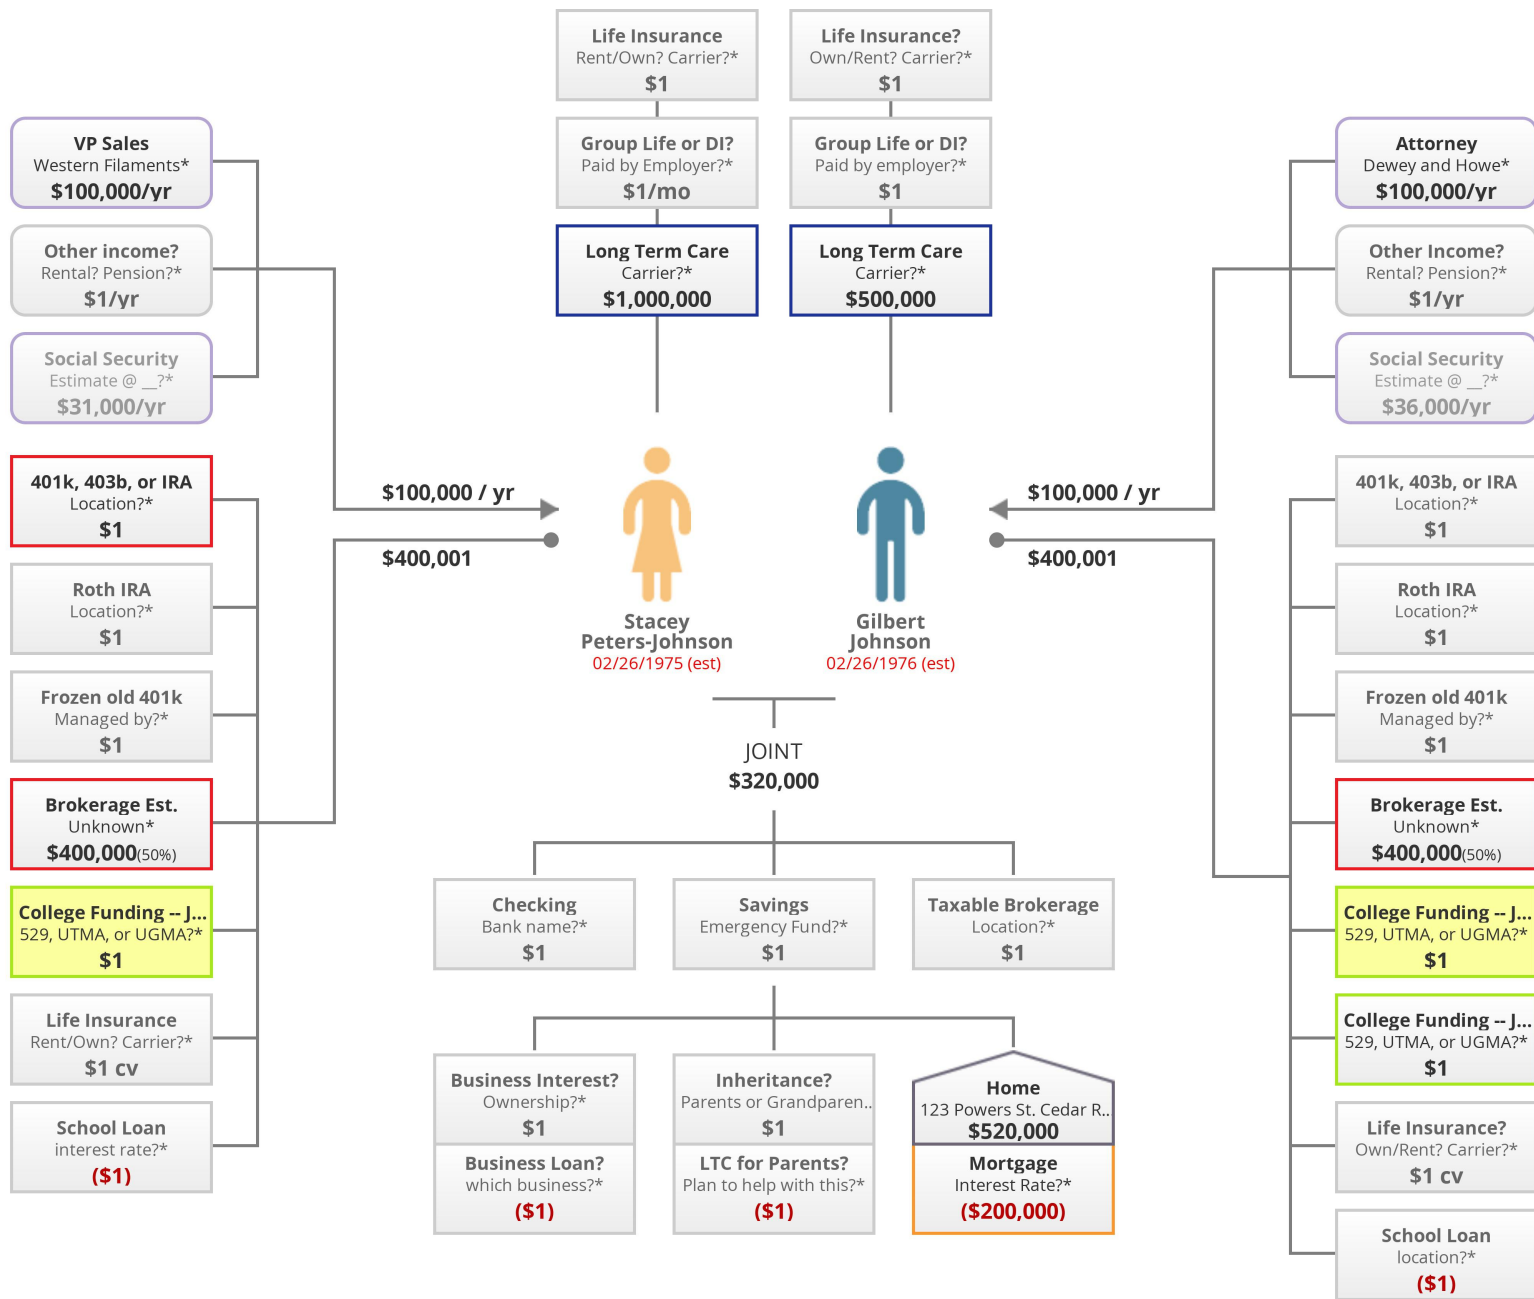 Life Insurance
Rent/Own? Carrier?*
$1
Life Insurance?
Own/Rent? Carrier?*
$1
Group Life or DI?
Paid by Employer?*
$1/mo
Group Life or DI?
Paid by employer?*
$1
Long Term Care
Carrier?*
$1,000,000
Long Term Care
Carrier?*
$500,000
VP Sales
Western Filaments*
$100,000/yr
Other income?
Rental? Pension?*
$1/yr
Social Security
Estimate @ __?*
$31,000/yr
401k, 403b, or IRA
Location?*
$1
Roth IRA
Location?*
$1
Frozen old 401k
Managed by?*
$1
Brokerage Est.
Unknown*
$400,000(50%)
College Funding -- J...
529, UTMA, or UGMA?*
$1
Life Insurance
Rent/Own? Carrier?*
$1 cv
School Loan
interest rate?*
($1)
$100,000 / yr
$400,001
Stacey
Peters-Johnson
02/26/1975 (est)
Gilbert
Johnson
02/26/1976 (est)
$100,000 / yr
$400,001
JOINT
$320,000
Checking
Bank name?*
$1
Savings
Emergency Fund?*
$1
Taxable Brokerage
Location?*
$1
Business Interest?
Ownership?*
$1
Business Loan?
which business?*
($1)
Inheritance?
Parents or Grandparen..
$1
LTC for Parents?
Plan to help with this?*
($1)
Home
123 Powers St. Cedar R..
$520,000
Mortgage
Interest Rate?*
($200,000)
Attorney
Dewey and Howe*
$100,000/yr
Other Income?
Rental? Pension?*
$1/yr
Social Security
Estimate @ __?*
$36,000/yr
401k, 403b, or IRA
Location?*
$1
Roth IRA
Location?*
$1
Frozen old 401k
Managed by?*
$1
Brokerage Est.
Unknown*
$400,000(50%)
College Funding -- J...
529, UTMA, or UGMA?*
$1
College Funding -- J...
529, UTMA, or UGMA?*
$1
Life Insurance?
Own/Rent? Carrier?*
$1 cv
School Loan
location?*
($1)